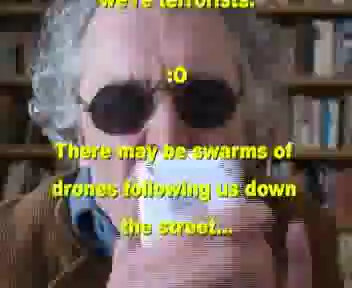 we're terrorists.
:O
There may be swarms of
drones following us down
the street...